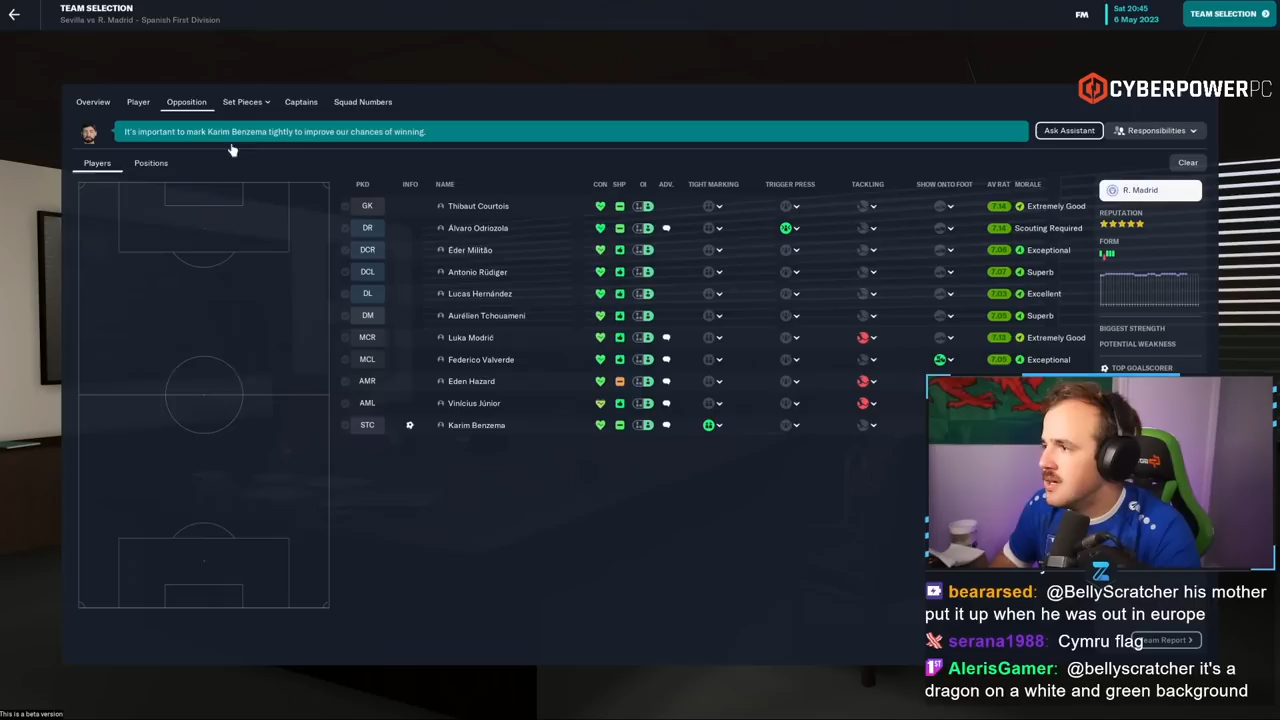 TEAM SELECTION
Sevilla vs R. Madrid - Spanish First Division
FM
Sat 20:45
6 May 2023
TEAM SELECTION
CYBERPOWERPC
Overview
Player
Opposition
Set Pieces
Captains
Squad Numbers
It's important to mark Karim Benzema tightly to improve our chances of winning.
Ask Assistant
Responsibilities
Players
Positions
Clear
PKD INFO NAME CON SHP OI ADV. TIGHT MARKING TRIGGER PRESS TACKLING SHOW ONTO FOOT AV RAT MORALE
GK Thibaut Courtois 7.14 Extremely Good
DR Álvaro Odriozola 7.14 Scouting Required
DCR Éder Militão 7.06 Exceptional
DCL Antonio Rüdiger 7.07 Superb
DL Lucas Hernández 7.03 Excellent
DM Aurélien Tchouameni 7.05 Superb
MCR Luka Modrić 7.13 Extremely Good
MCL Federico Valverde 7.05 Exceptional
AMR Eden Hazard
AML Vinícius Júnior
STC Karim Benzema
R. Madrid
REPUTATION
FORM
BIGGEST STRENGTH
POTENTIAL WEAKNESS
TOP GOALSCORER
beararsed: @BellyScratcher his mother
put it up when he was out in europe
serana1988: Cymru flag
Team Report
1ST AlerisGamer: @bellyscratcher it's a
dragon on a white and green background
This is a beta version